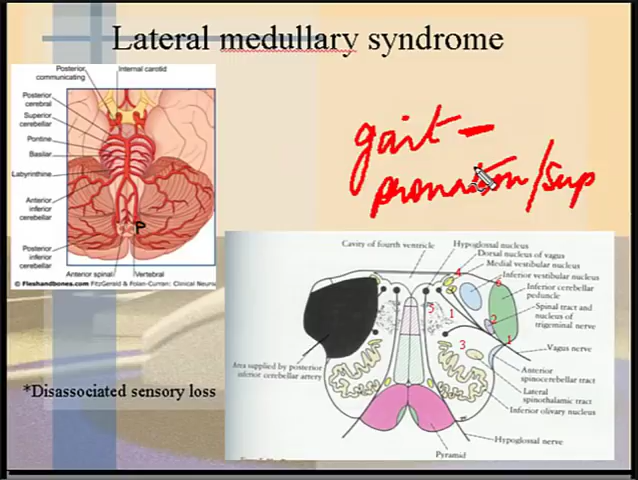 Lateral medullary syndrome
Posterior communicating
Internal carotid
Posterior cerebral
Superior cerebellar
Pontine
Basilar
Labyrinthine
Anterior inferior cerebellar
Posterior inferior cerebellar
Anterior spinal
Vertebral
P
© Fleshandbones.com FitzGerald & Folan-Curran: Clinical Neuro
gait -
pronation/sup
Cavity of fourth ventricle
Hypoglossal nucleus
Dorsal nucleus of vagus
Medial vestibular nucleus
Inferior vestibular nucleus
Inferior cerebellar peduncle
Spinal tract and nucleus of trigeminal nerve
Vagus nerve
Anterior spinocerebellar tract
Lateral spinothalamic tract
Inferior olivary nucleus
Hypoglossal nerve
Pyramid
Area supplied by posterior inferior cerebellar artery
4
6
5
1
2
3
1
*Disassociated sensory loss